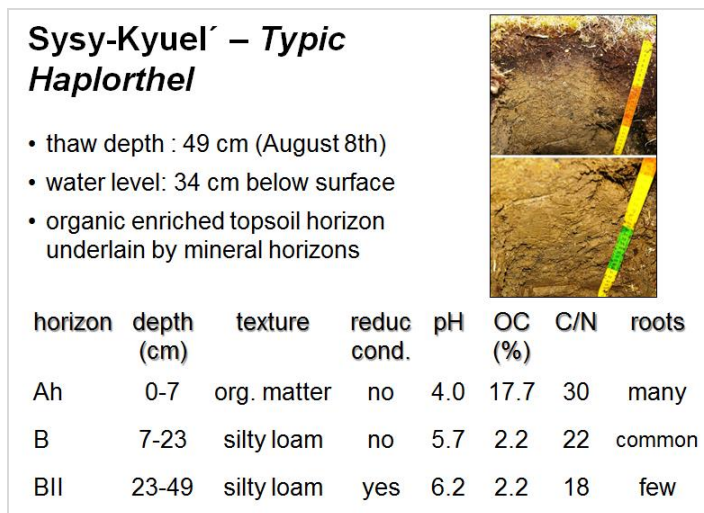 Sysy-Kyuel´ – Typic
Haplorthel
• thaw depth : 49 cm (August 8th)
• water level: 34 cm below surface
• organic enriched topsoil horizon
underlain by mineral horizons
horizon depth texture reduc pH OC C/N roots
(cm) cond. (%)
Ah 0-7 org. matter no 4.0 17.7 30 many
B 7-23 silty loam no 5.7 2.2 22 common
BII 23-49 silty loam yes 6.2 2.2 18 few